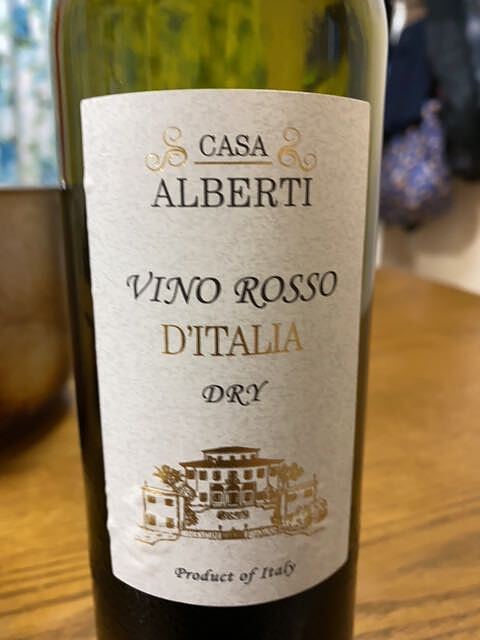 CASA
ALBERTI
VINO ROSSO
D'ITALIA
DRY
Product of Italy